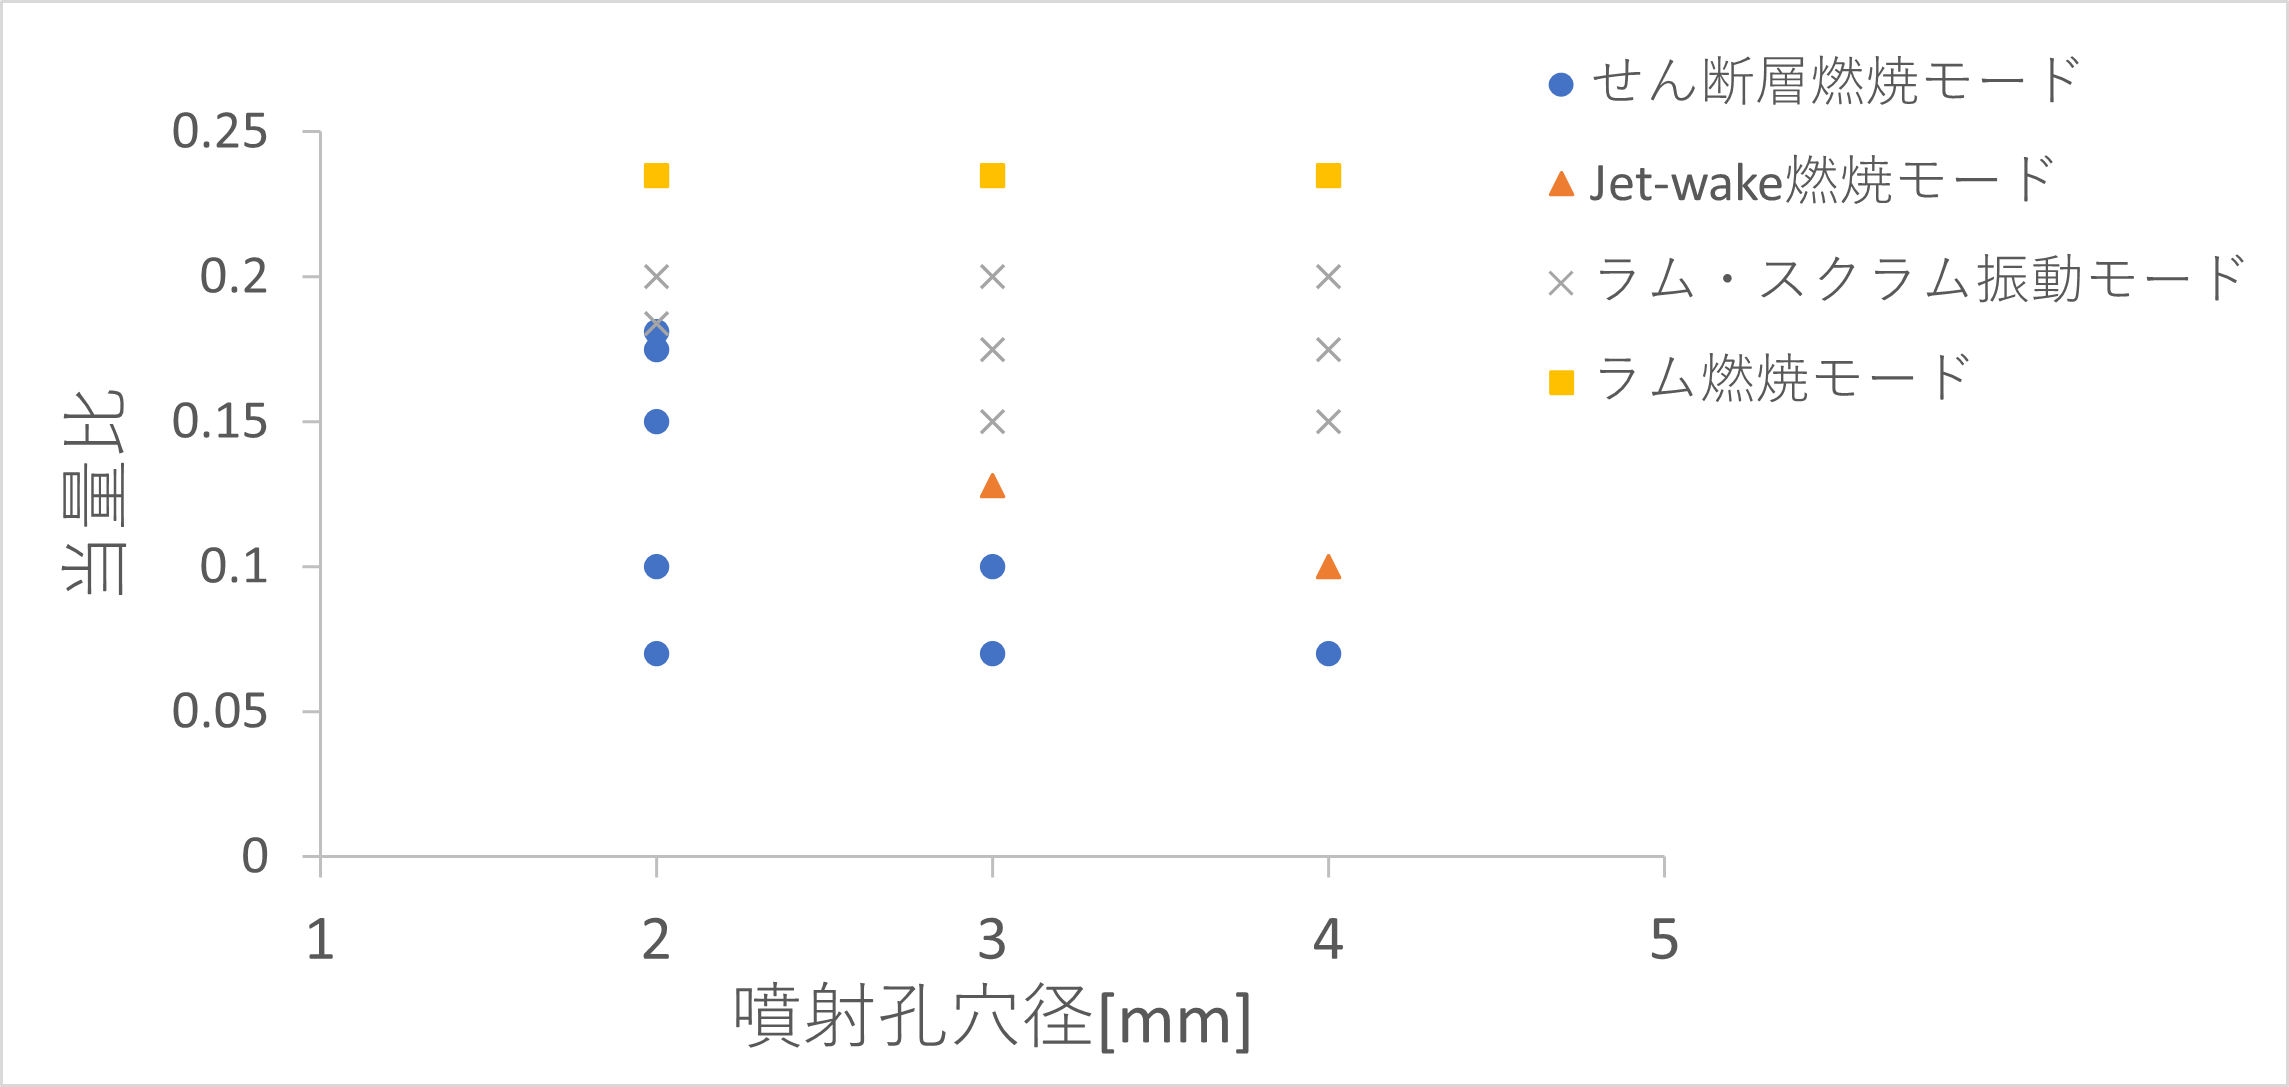 せん断層燃焼モード
Jet-wake燃焼モード
ラム・スクラム振動モード
ラム燃焼モード
当量比
0.25
0.2
0.15
0.1
0.05
0
1 2 3 4 5
噴射孔穴径[mm]